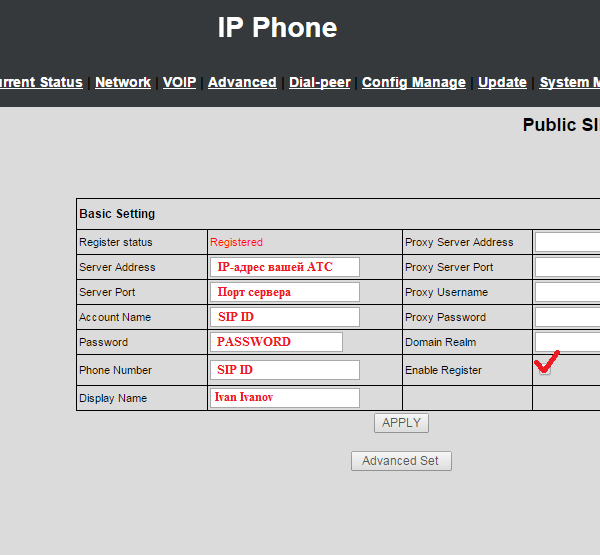 IP Phone
urrent Status | Network | VOIP | Advanced | Dial-peer | Config Manage | Update | System M
Public SI
Basic Setting
Register status Registered Proxy Server Address
Server Address IP-адрес вашей АТС Proxy Server Port
Server Port Порт сервера Proxy Username
Account Name SIP ID Proxy Password
Password PASSWORD Domain Realm
Phone Number SIP ID Enable Register
Display Name Ivan Ivanov
APPLY
Advanced Set